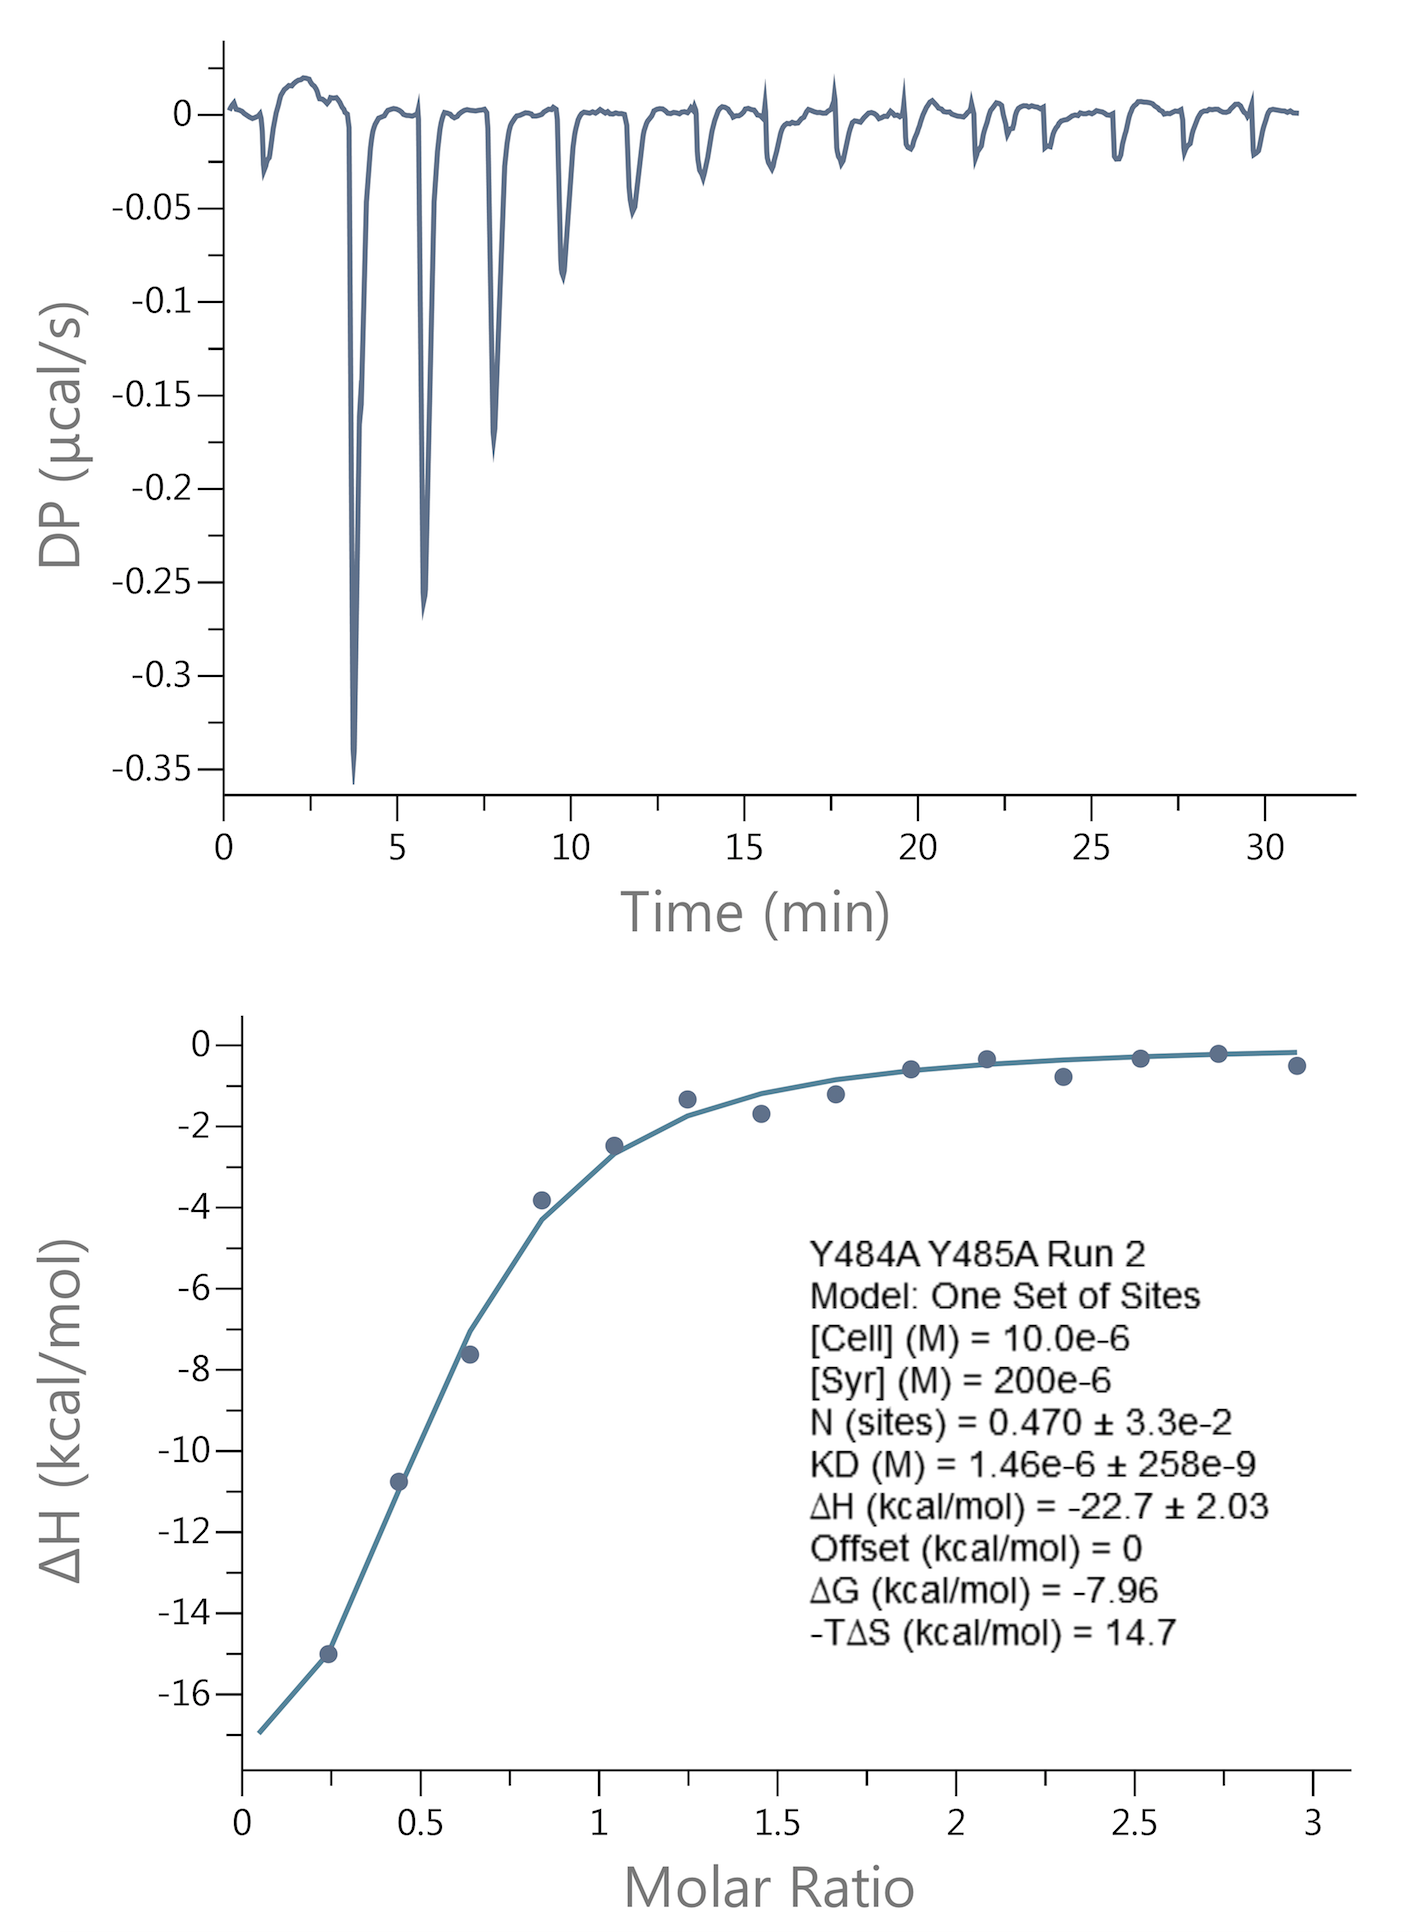 0
-0.05
-0.1
-0.15
-0.2
-0.25
-0.3
-0.35
DP (µcal/s)
0 5 10 15 20 25 30
Time (min)
0
-2
-4
-6
-8
-10
-12
-14
-16
ΔH (kcal/mol)
Y484A Y485A Run 2
Model: One Set of Sites
[Cell] (M) = 10.0e-6
[Syr] (M) = 200e-6
N (sites) = 0.470 ± 3.3e-2
KD (M) = 1.46e-6 ± 258e-9
ΔH (kcal/mol) = -22.7 ± 2.03
Offset (kcal/mol) = 0
ΔG (kcal/mol) = -7.96
-TΔS (kcal/mol) = 14.7
0 0.5 1 1.5 2 2.5 3
Molar Ratio